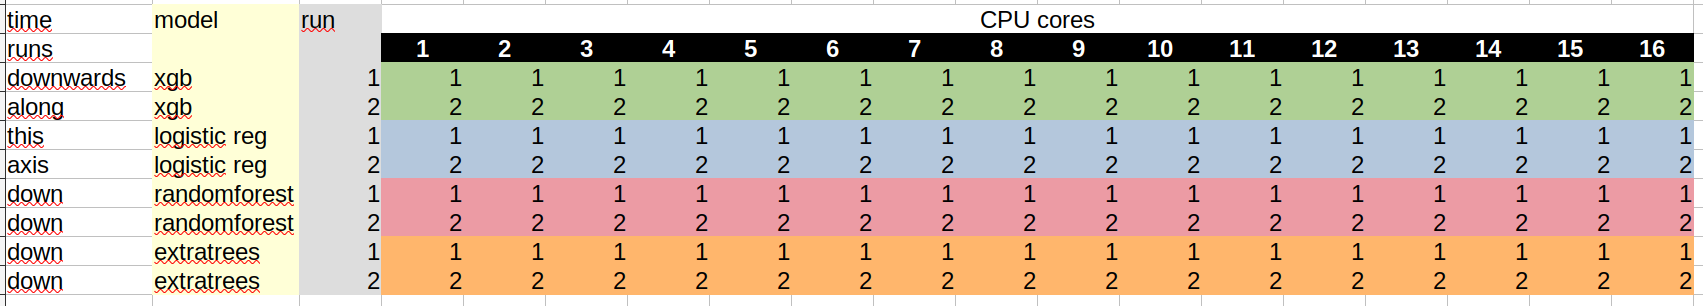 time model run CPU cores
runs 1 2 3 4 5 6 7 8 9 10 11 12 13 14 15 16
downwards xgb 1 1 1 1 1 1 1 1 1 1 1 1 1 1 1 1 1
along xgb 2 2 2 2 2 2 2 2 2 2 2 2 2 2 2 2 2
this logistic reg 1 1 1 1 1 1 1 1 1 1 1 1 1 1 1 1 1
axis logistic reg 2 2 2 2 2 2 2 2 2 2 2 2 2 2 2 2 2
down randomforest 1 1 1 1 1 1 1 1 1 1 1 1 1 1 1 1 1
down randomforest 2 2 2 2 2 2 2 2 2 2 2 2 2 2 2 2 2
down extratrees 1 1 1 1 1 1 1 1 1 1 1 1 1 1 1 1 1
down extratrees 2 2 2 2 2 2 2 2 2 2 2 2 2 2 2 2 2